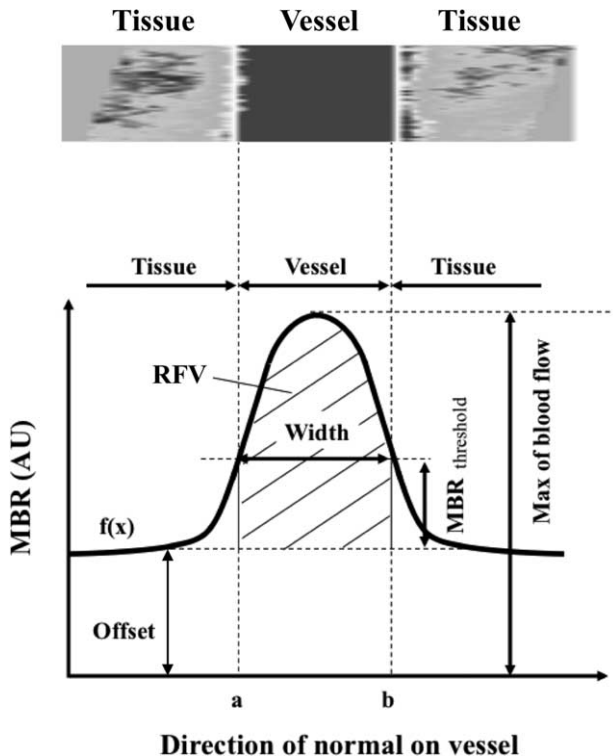 Tissue Vessel Tissue
Tissue Vessel Tissue
RFV
Width
MBR threshold
Max of blood flow
MBR (AU)
f(x)
Offset
a b
Direction of normal on vessel